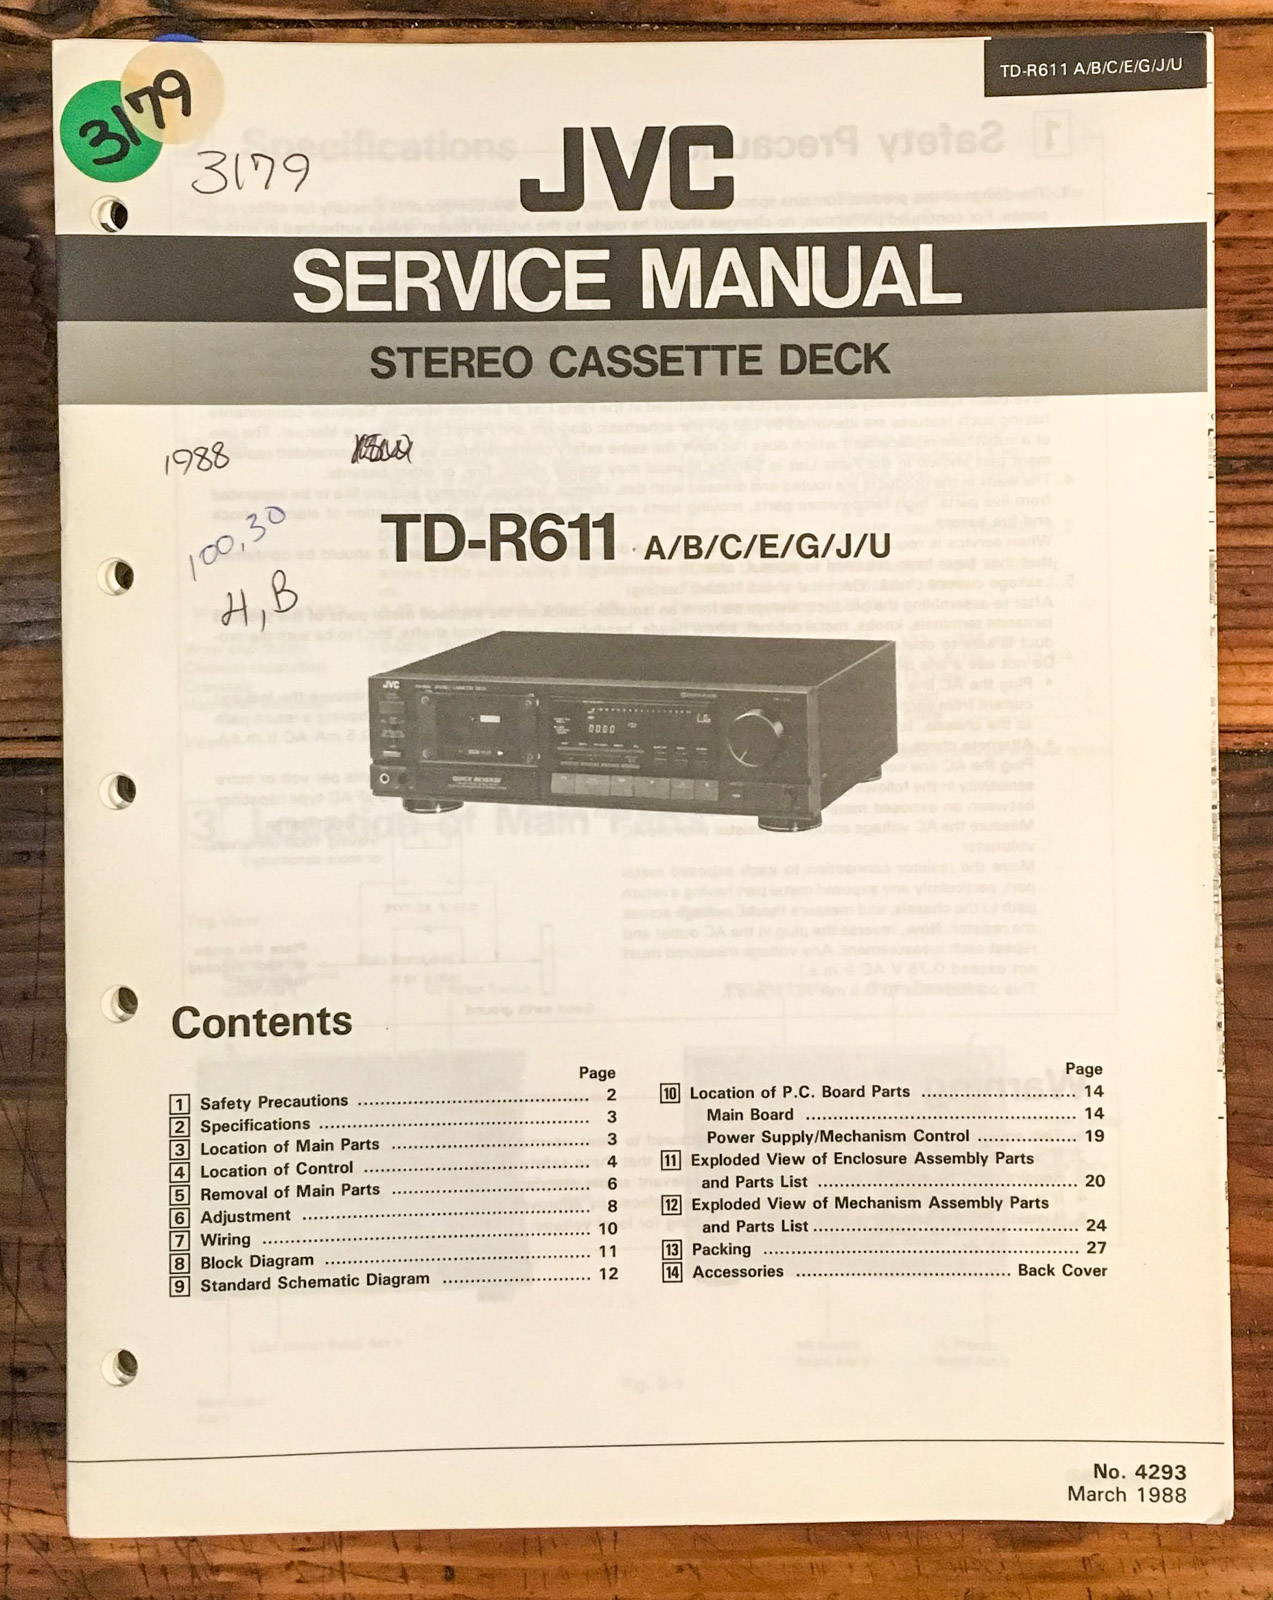 TD-R611 A/B/C/E/G/J/U
3179
3179
JVC
SERVICE MANUAL
STEREO CASSETTE DECK
1988
100,30
H,B
TD-R611 A/B/C/E/G/J/U
JVC
QUICK REVERSE
Contents
Page
1 Safety Precautions ........................................ 2
2 Specifications ........................................ 3
3 Location of Main Parts ........................................ 3
4 Location of Control ........................................ 4
5 Removal of Main Parts ........................................ 6
6 Adjustment ........................................ 8
7 Wiring ........................................ 10
8 Block Diagram ........................................ 11
9 Standard Schematic Diagram ........................................ 12
Page
10 Location of P.C. Board Parts ........................................ 14
Main Board ........................................ 14
Power Supply/Mechanism Control .................. 19
11 Exploded View of Enclosure Assembly Parts
and Parts List ........................................ 20
12 Exploded View of Mechanism Assembly Parts
and Parts List ........................................ 24
13 Packing ........................................ 27
14 Accessories ........................................ Back Cover
No. 4293
March 1988